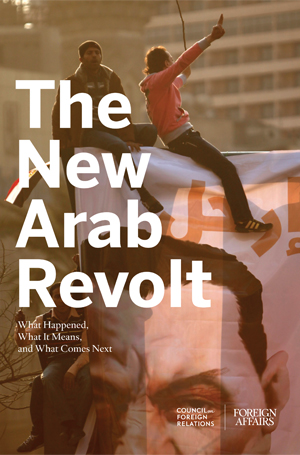 The
New
Arab
Revolt
What Happened,
What It Means,
and What Comes Next
COUNCIL on
FOREIGN
RELATIONS
FOREIGN
AFFAIRS